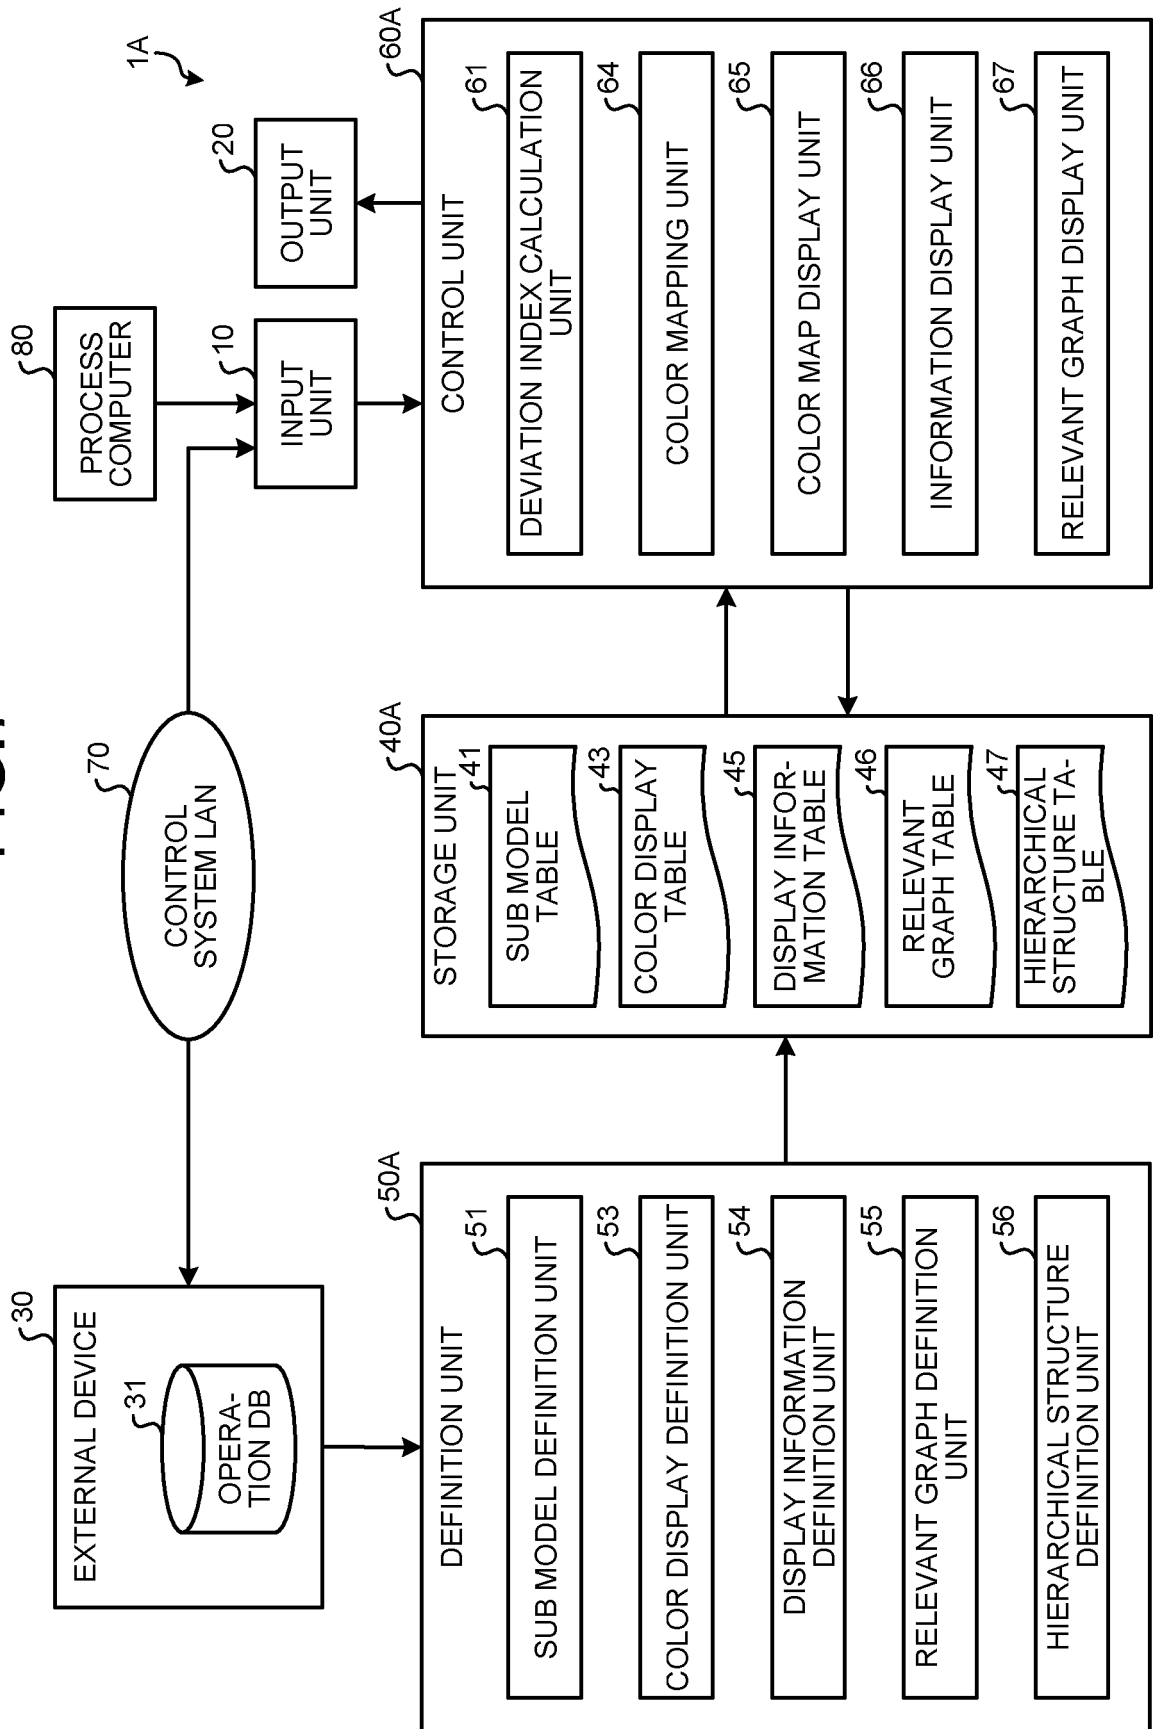 1A
80
PROCESS
COMPUTER
30
EXTERNAL DEVICE
31
OPERA-
TION DB
70
CONTROL
SYSTEM LAN
10
INPUT
UNIT
20
OUTPUT
UNIT
50A
DEFINITION UNIT
51
SUB MODEL DEFINITION UNIT
53
COLOR DISPLAY DEFINITION UNIT
54
DISPLAY INFORMATION
DEFINITION UNIT
55
RELEVANT GRAPH DEFINITION
UNIT
56
HIERARCHICAL STRUCTURE
DEFINITION UNIT
40A
STORAGE UNIT
41
SUB MODEL
TABLE
43
COLOR DISPLAY
TABLE
45
DISPLAY INFOR-
MATION TABLE
46
RELEVANT
GRAPH TABLE
47
HIERARCHICAL
STRUCTURE TA-
BLE
60A
CONTROL UNIT
61
DEVIATION INDEX CALCULATION
UNIT
64
COLOR MAPPING UNIT
65
COLOR MAP DISPLAY UNIT
66
INFORMATION DISPLAY UNIT
67
RELEVANT GRAPH DISPLAY UNIT